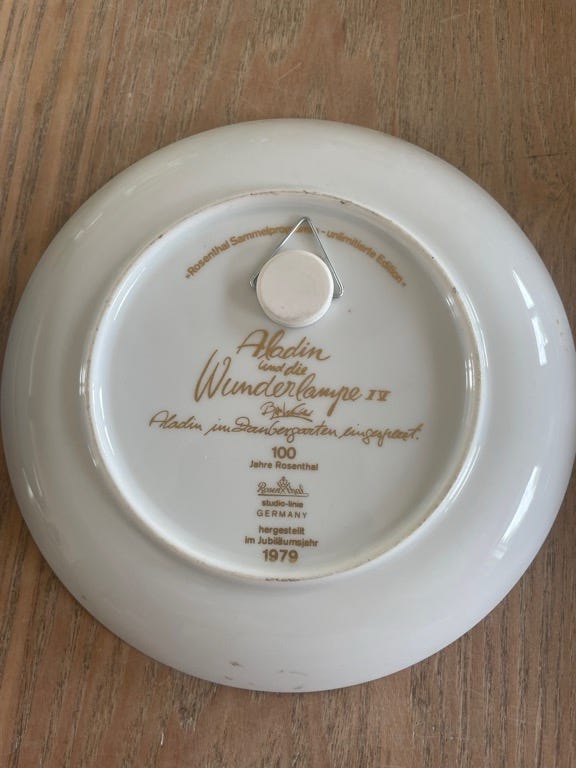 "Rosenthal Sammelprogramm - unlimitierte Edition"
Aladin
und die
Wunderlampe IV
Aladin im Zaubergarten eingesperrt.
100
Jahre Rosenthal
Rosenthal
studio-linie
GERMANY
hergestellt
im Jubiläumsjahr
1979